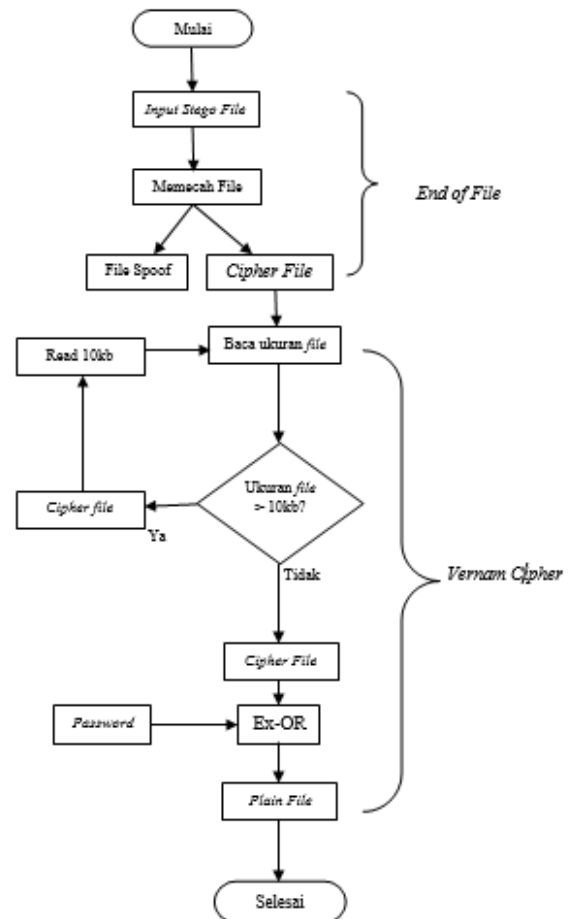 Mulai
Input Stego File
Memecah File
End of File
File Spoof
Cipher File
Read 10kb
Baca ukuran file
Ukuran file
> 10kb?
Cipher file
Ya
Tidak
Vernam Cipher
Cipher File
Password
Ex-OR
Plain File
Selesai